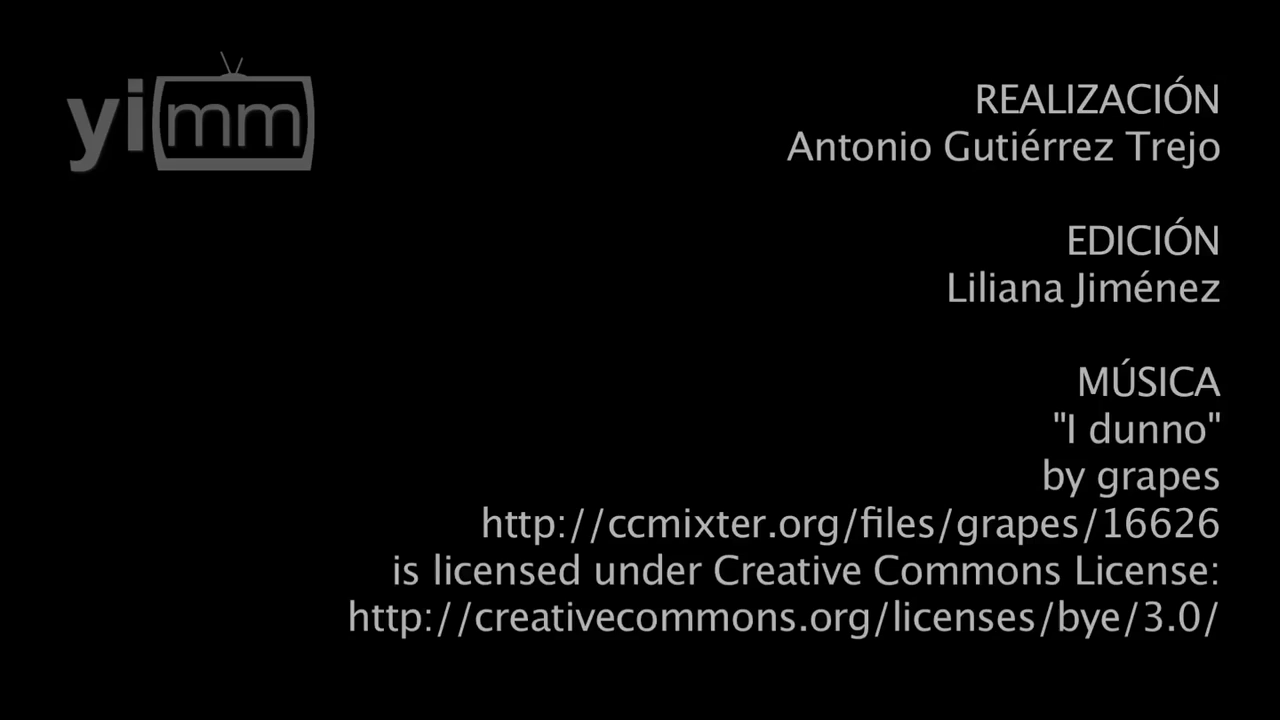 yimm
REALIZACIÓN
Antonio Gutiérrez Trejo
EDICIÓN
Liliana Jiménez
MÚSICA
"I dunno"
by grapes
http://ccmixter.org/files/grapes/16626
is licensed under Creative Commons License:
http://creativecommons.org/licenses/bye/3.0/